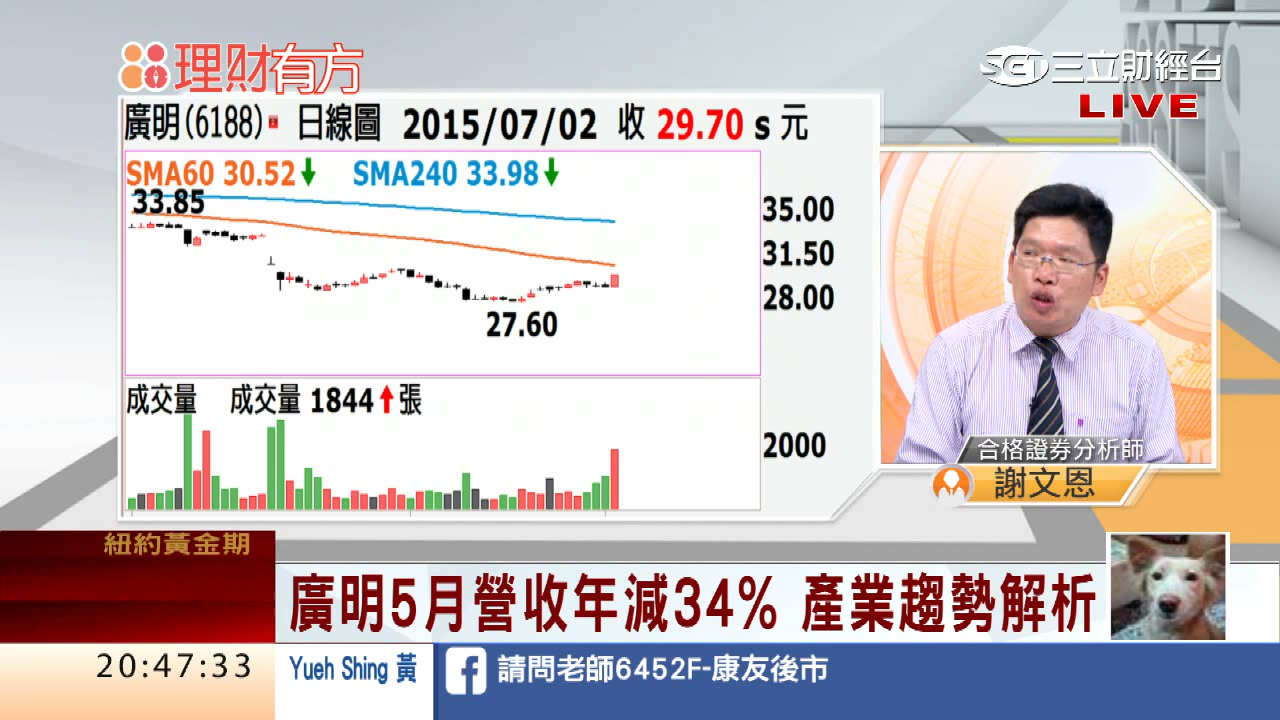 理財有方
SET三立財經台
LIVE
廣明(6188) 日線圖 2015/07/02 收 29.70 s 元
SMA60 30.52↓ SMA240 33.98↓
33.85
35.00
31.50
28.00
27.60
成交量 成交量 1844↑張
2000
合格證券分析師
謝文恩
紐約黃金期
廣明5月營收年減34% 產業趨勢解析
20:47:33
Yueh Shing 黃
f 請問老師6452F-康友後市